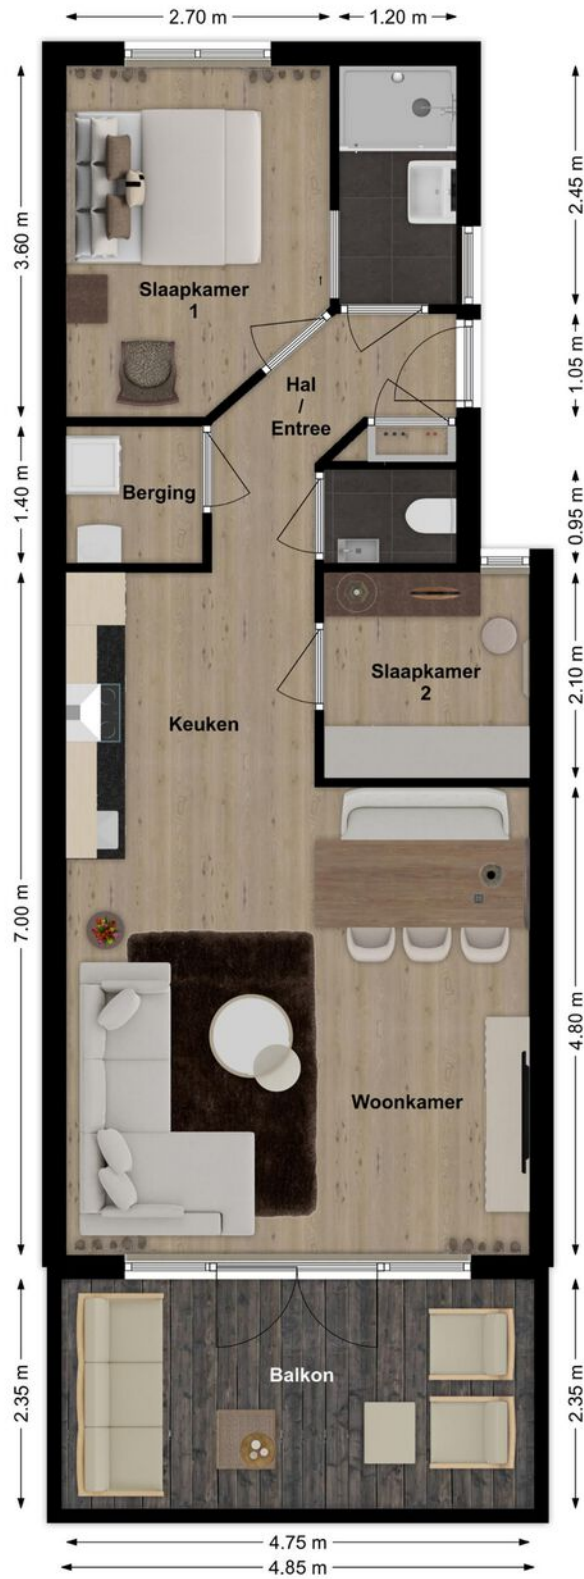 2.70 m
1.20 m
3.60 m
2.45 m
Slaapkamer
1
1.05 m
Hal
/
Entree
1.40 m
Berging
0.95 m
Slaapkamer
2
2.10 m
Keuken
7.00 m
4.80 m
Woonkamer
2.35 m
Balkon
2.35 m
4.75 m
4.85 m